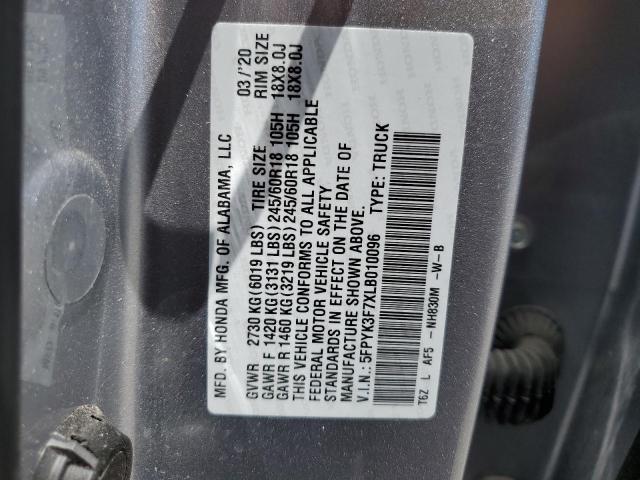 MFD. BY HONDA MFG. OF ALABAMA, LLC 03/'20
GVWR 2730 KG (6019 LBS) TIRE SIZE RIM SIZE
GAWR F 1420 KG (3131 LBS) 245/60R18 105H 18X8.0J
GAWR R 1460 KG (3219 LBS) 245/60R18 105H 18X8.0J
THIS VEHICLE CONFORMS TO ALL APPLICABLE
FEDERAL MOTOR VEHICLE SAFETY
STANDARDS IN EFFECT ON THE DATE OF
MANUFACTURE SHOWN ABOVE.
V.I.N.: 5FPYK3F7XLB010096 TYPE: TRUCK
T6Z L AF5 - NH830M -W-B